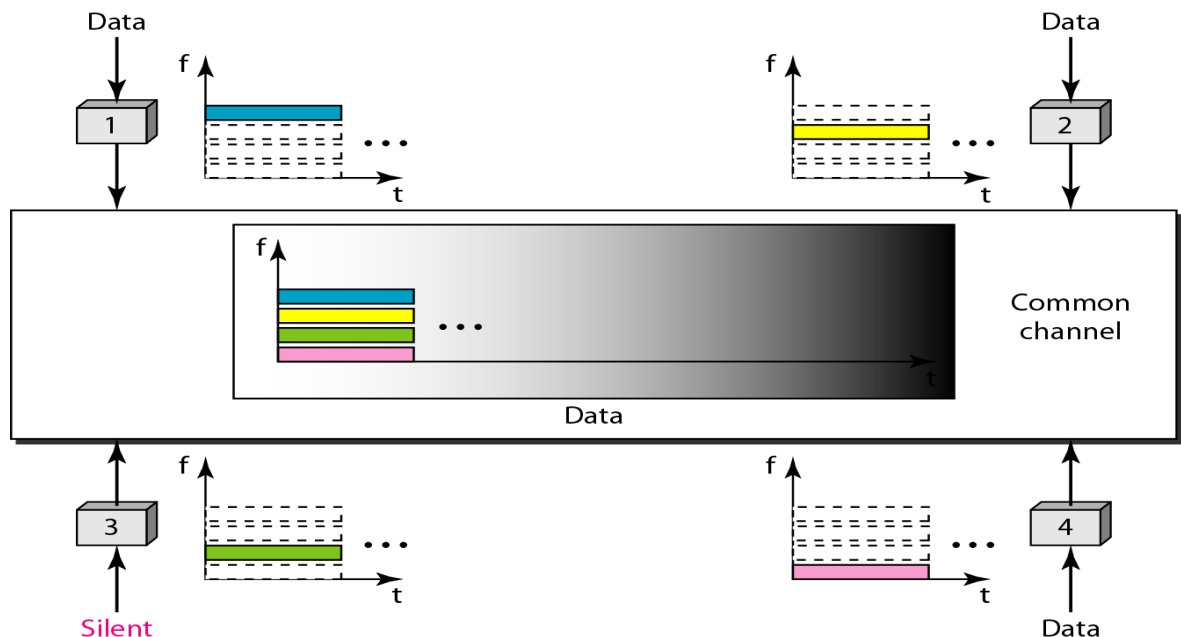 Data
Data
f
f
1
2
...
...
t
t
f
Common
channel
...
t
Data
f
f
3
4
...
...
t
t
Silent
Data